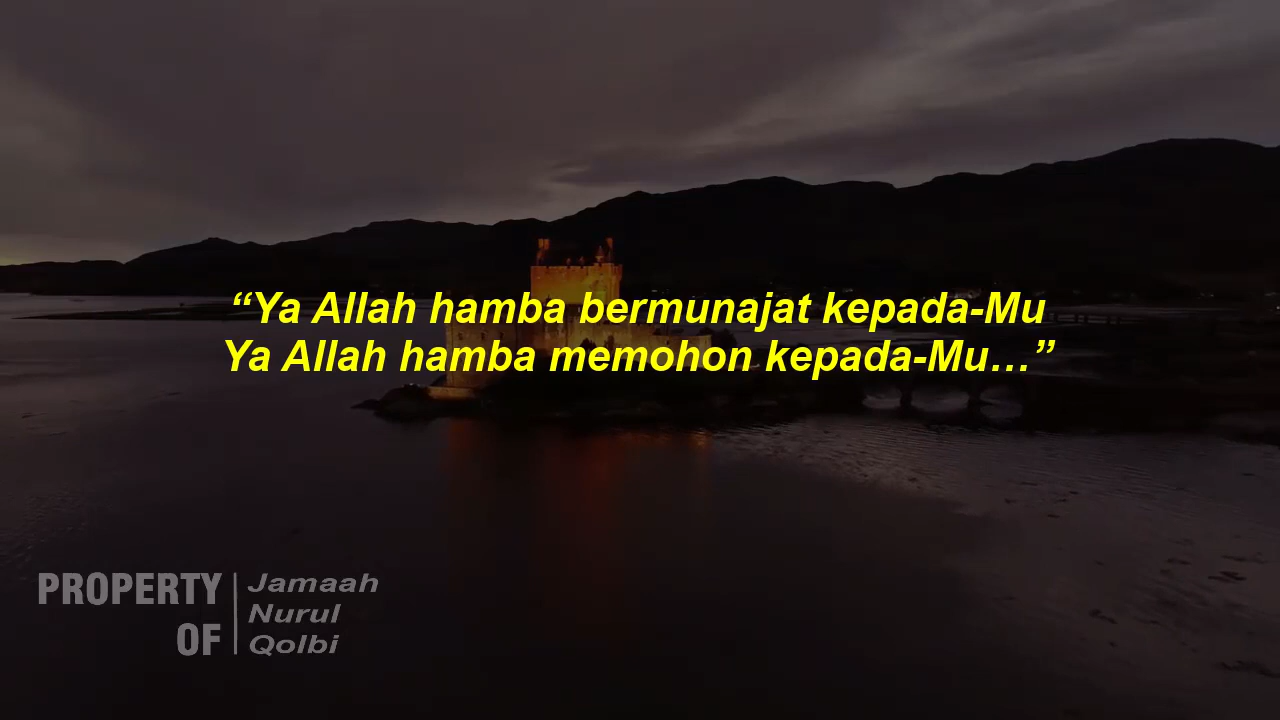 “Ya Allah hamba bermunajat kepada-Mu
Ya Allah hamba memohon kepada-Mu…”
PROPERTY OF
Jamaah
Nurul
Qolbi